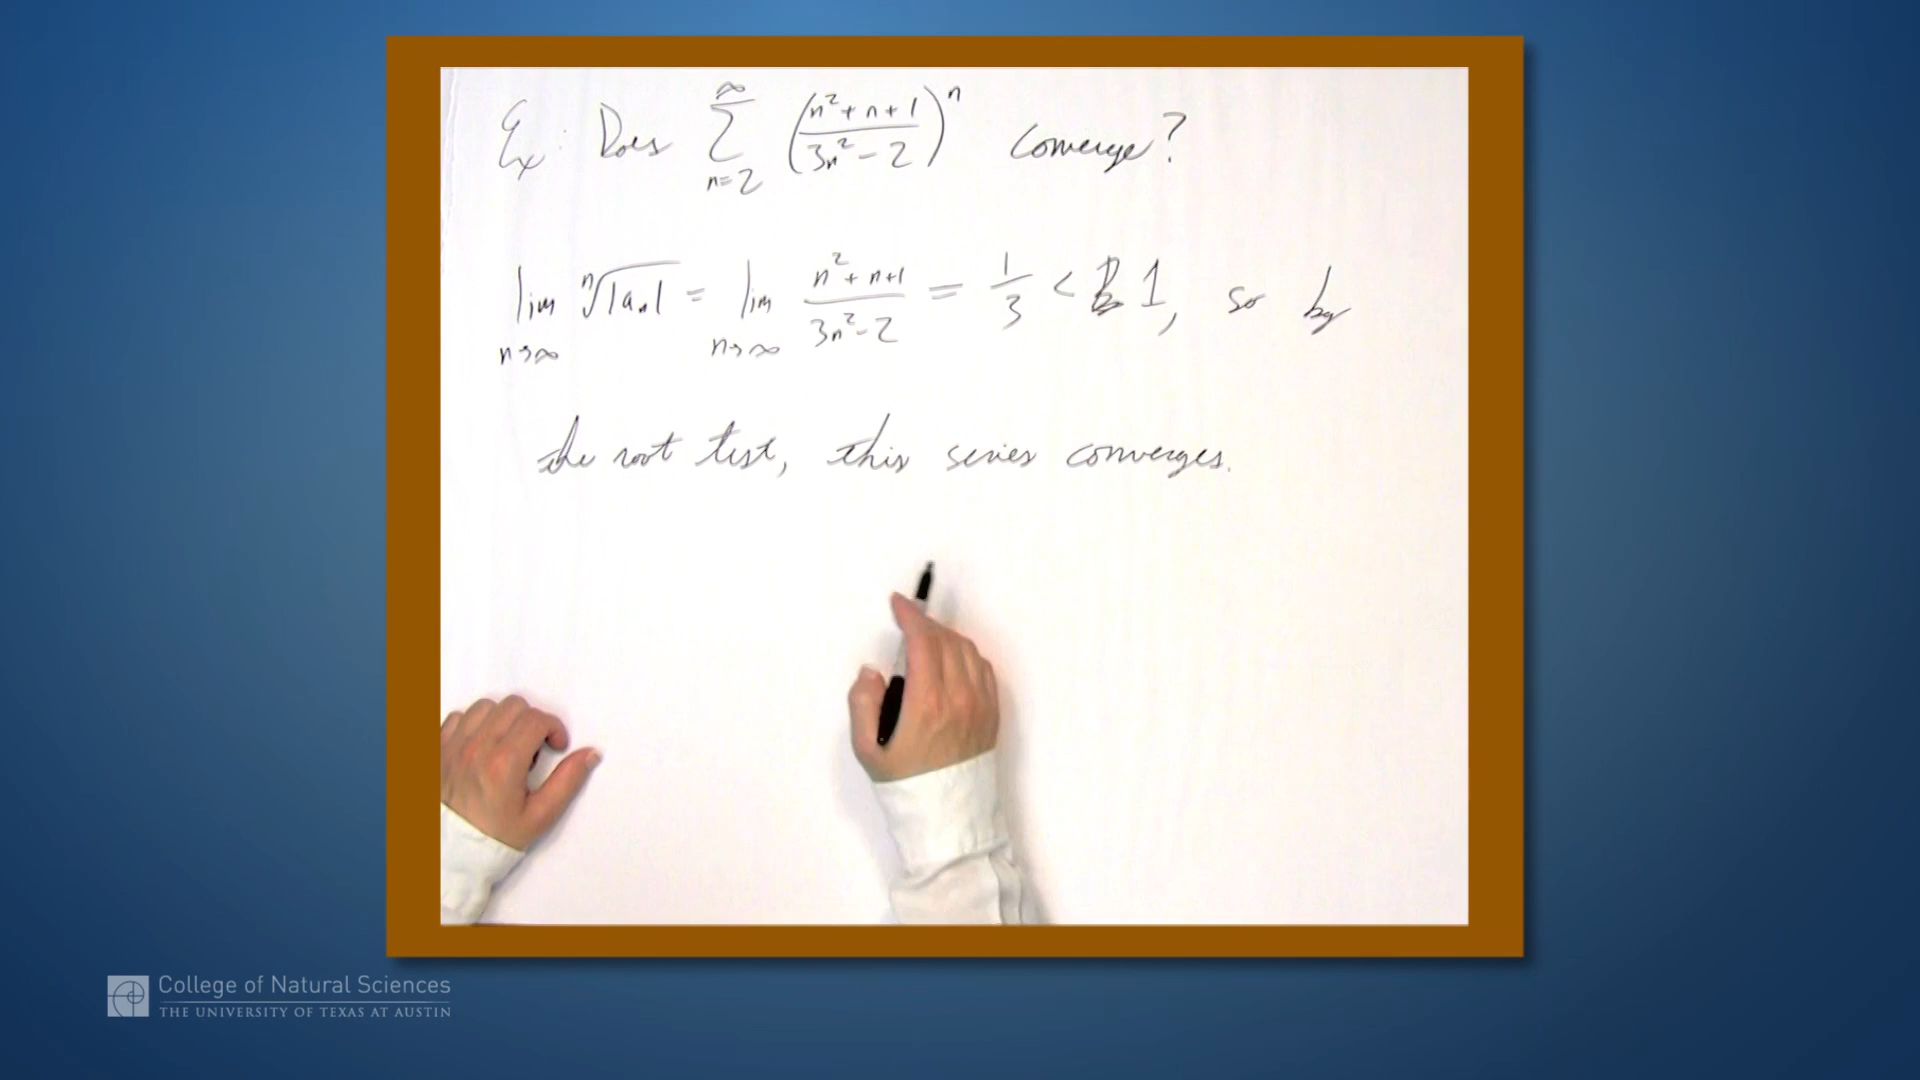 Ex: Does ∑_{n=2}^{∞} ((n²+n+1)/(3n²-2))^n converge?
lim_{n→∞} ⁿ√|aₙ| = lim_{n→∞} (n²+n+1)/(3n²-2) = 1/3 < 1, so by
the root test, this series converges.
College of Natural Sciences
THE UNIVERSITY OF TEXAS AT AUSTIN